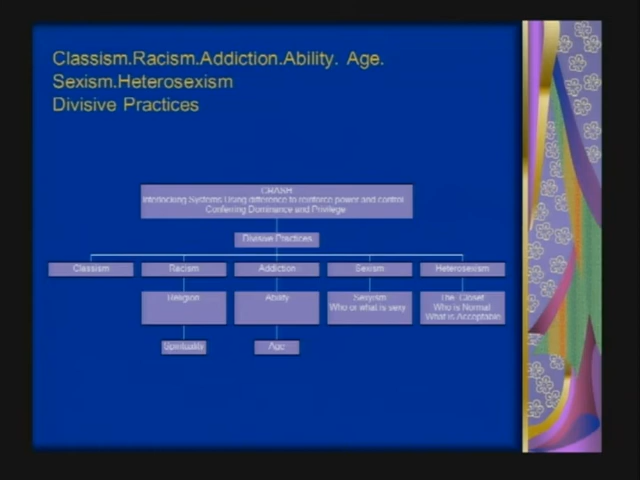 Classism.Racism.Addiction.Ability. Age.
Sexism.Heterosexism
Divisive Practices
CRASH
Interlocking Systems Using difference to reinforce power and control.
Conferring Dominance and Privilege
Divisive Practices
Classism
Racism
Addiction
Sexism
Heterosexism
Religion
Ability
Sexyism
Who or what is sexy
The Closet
Who is Normal
What is Acceptable
Spirituality
Age